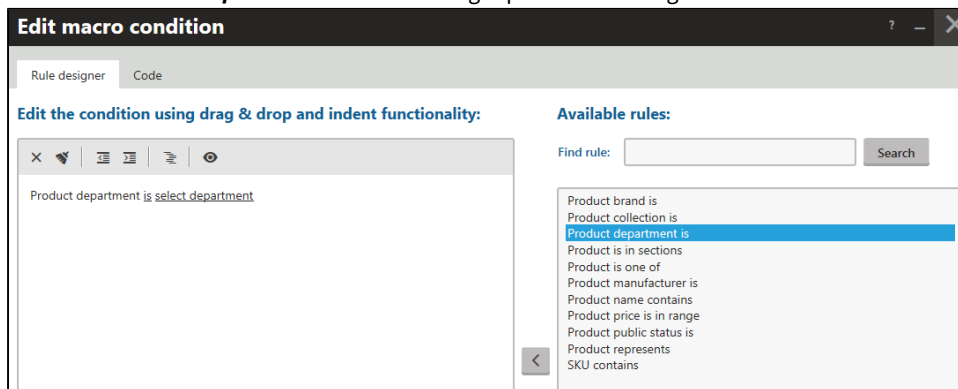 Edit macro condition
? – X
Rule designer Code
Edit the condition using drag & drop and indent functionality:
Available rules:
Find rule: Search
Product department is select department
Product brand is
Product collection is
Product department is
Product is in sections
Product is one of
Product manufacturer is
Product name contains
Product price is in range
Product public status is
Product represents
SKU contains